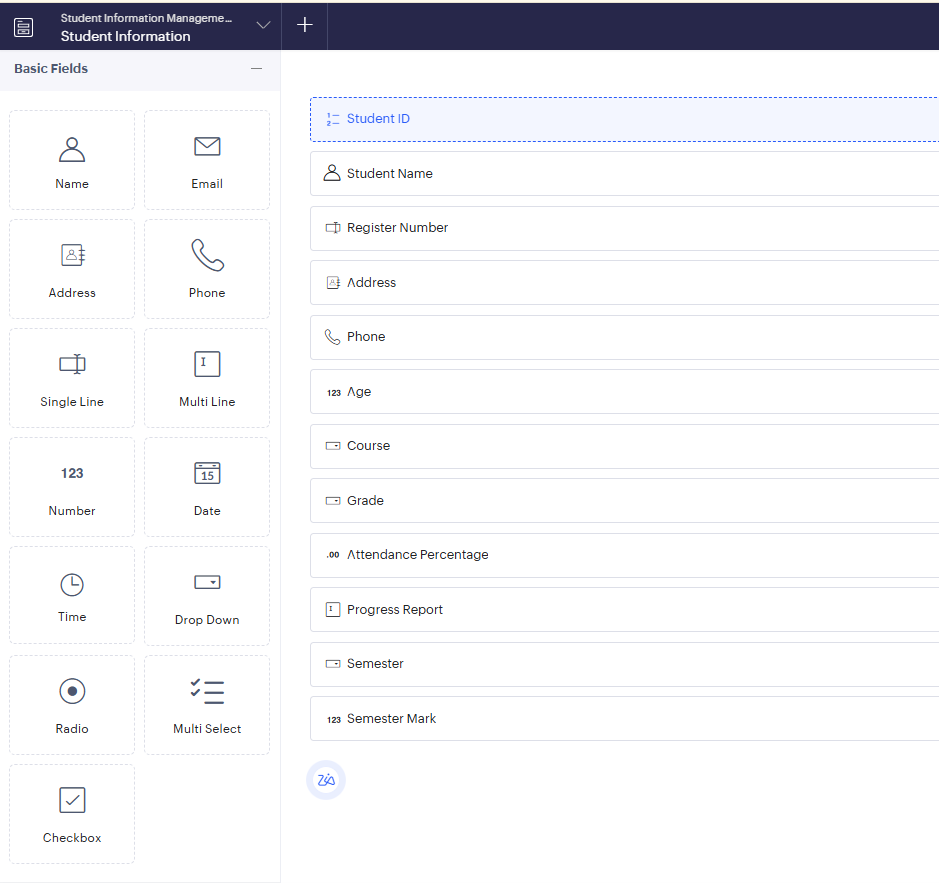 Student Information Manageme...
Student Information
Basic Fields
Name
Email
Address
Phone
Single Line
Multi Line
123
Number
15
Date
Time
Drop Down
Radio
Multi Select
Checkbox
Student ID
Student Name
Register Number
Address
Phone
123 Age
Course
Grade
.00 Attendance Percentage
Progress Report
Semester
123 Semester Mark